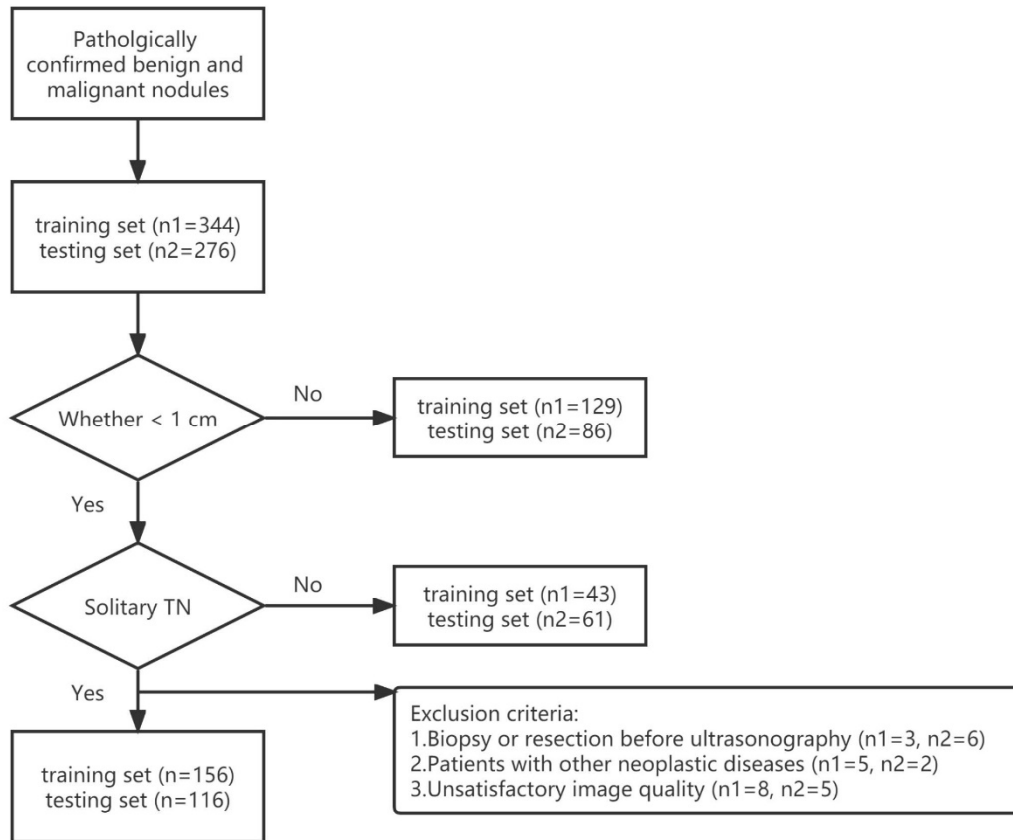 Patholgically
confirmed benign and
malignant nodules
training set (n1=344)
testing set (n2=276)
Whether < 1 cm
No
training set (n1=129)
testing set (n2=86)
Yes
Solitary TN
No
training set (n1=43)
testing set (n2=61)
Yes
Exclusion criteria:
1.Biopsy or resection before ultrasonography (n1=3, n2=6)
2.Patients with other neoplastic diseases (n1=5, n2=2)
3.Unsatisfactory image quality (n1=8, n2=5)
training set (n=156)
testing set (n=116)